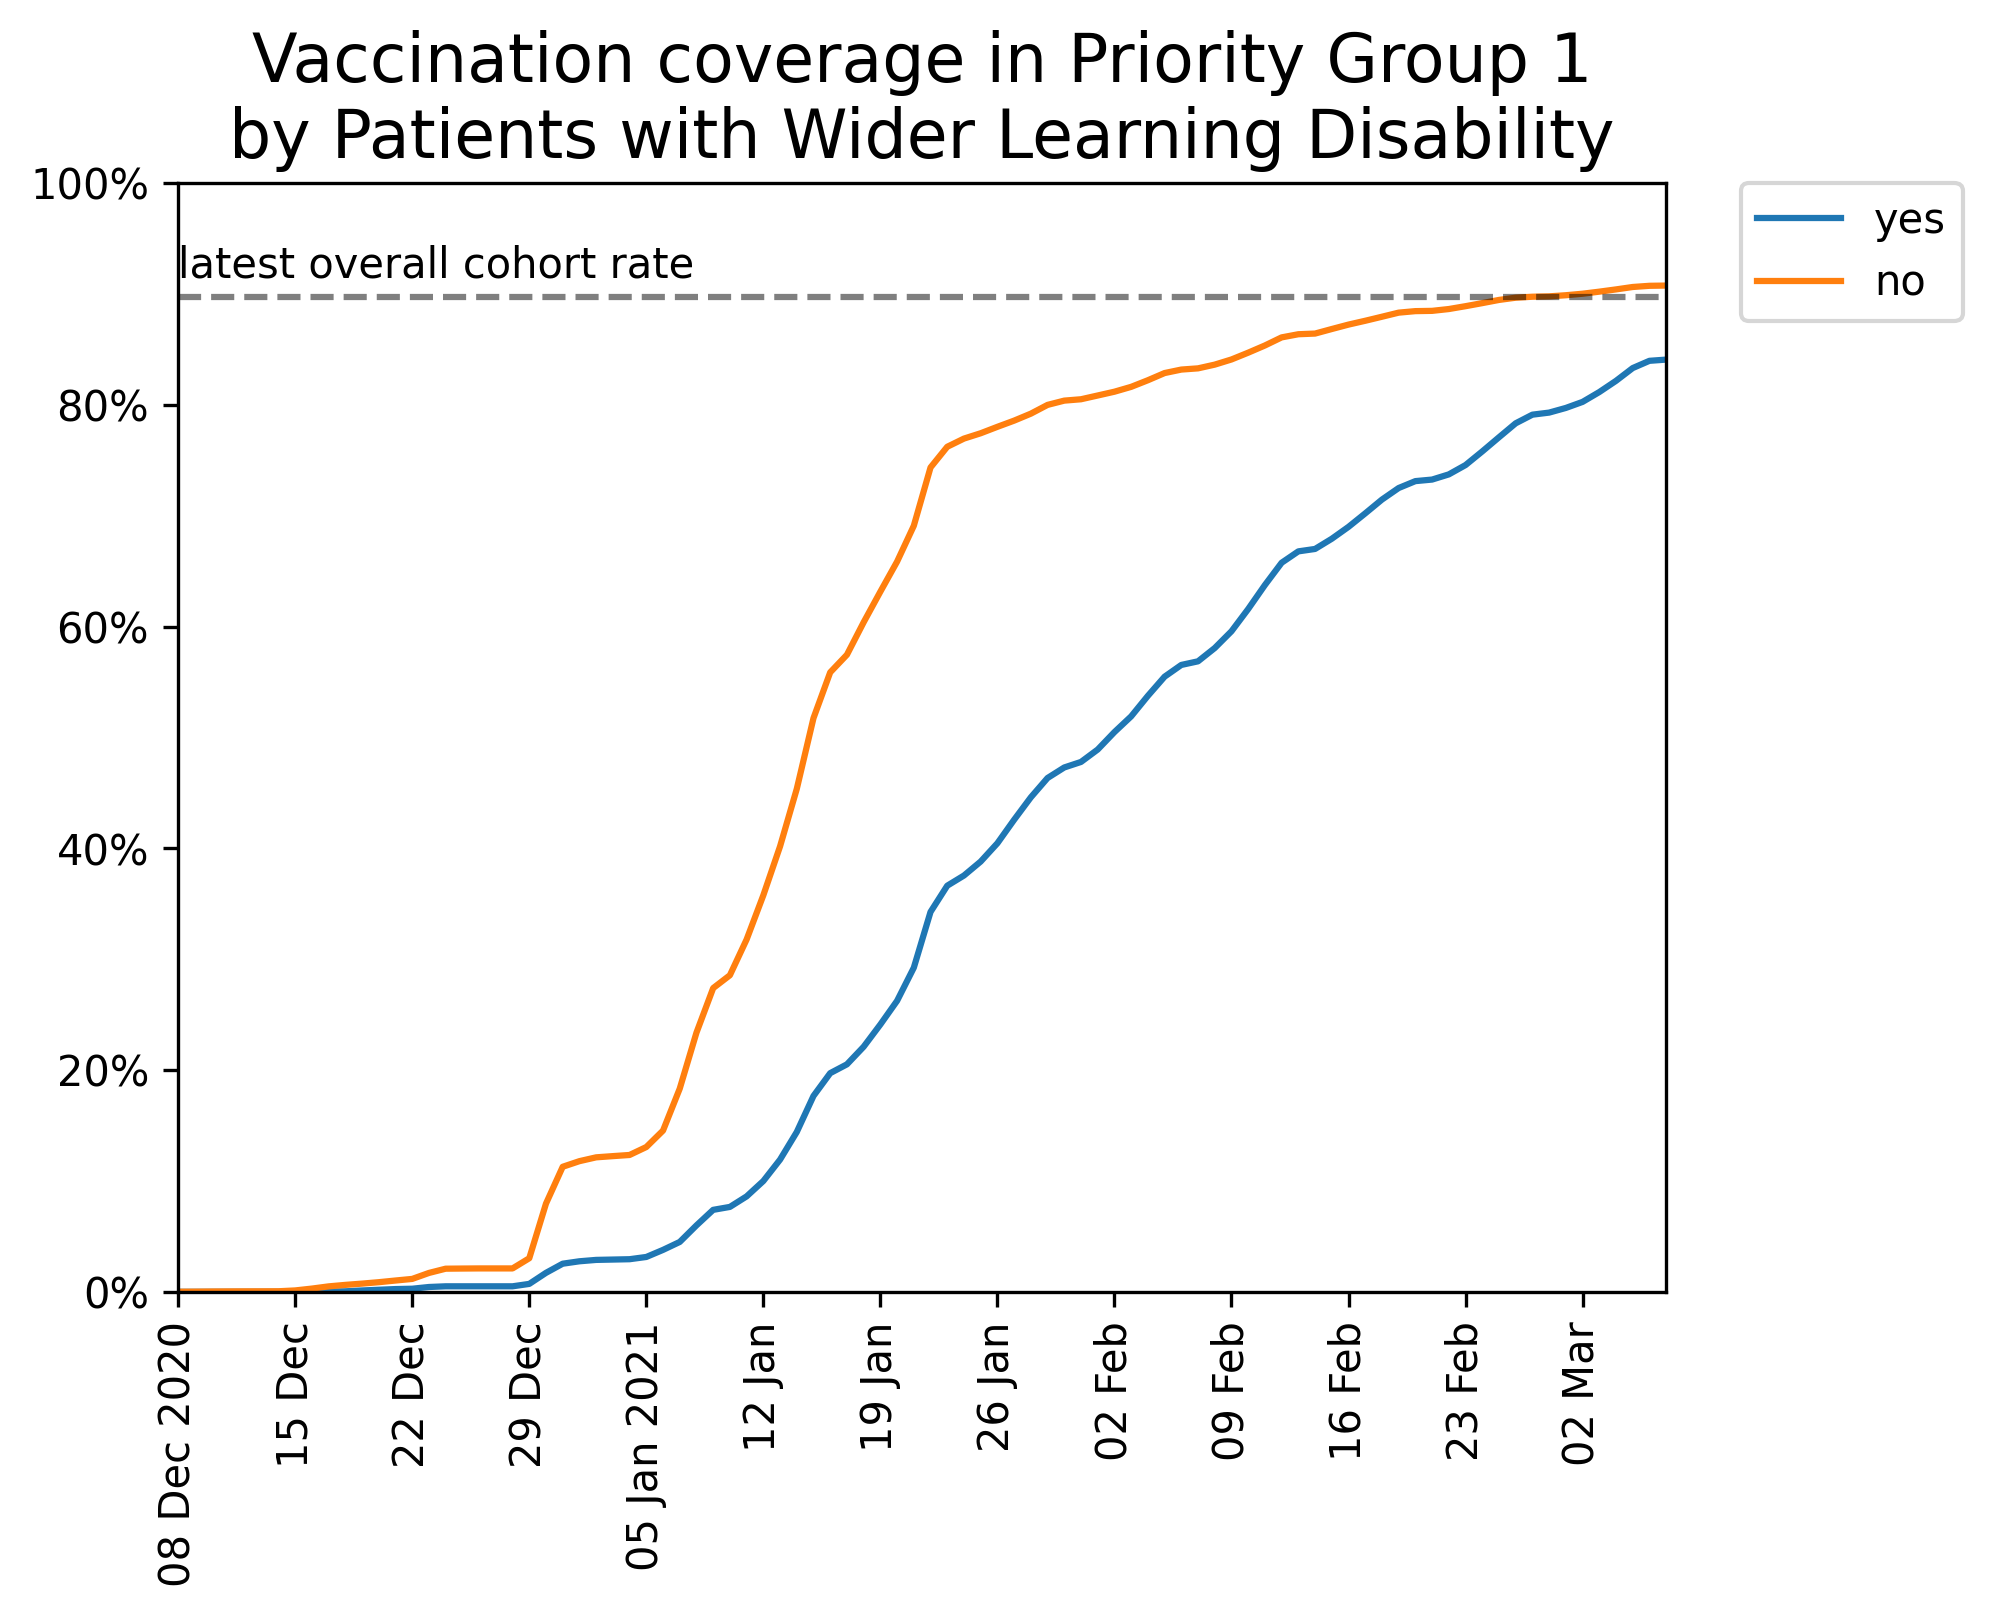 Vaccination coverage in Priority Group 1
by Patients with Wider Learning Disability
100%
80%
60%
40%
20%
0%
latest overall cohort rate
yes
no
08 Dec 2020
15 Dec
22 Dec
29 Dec
05 Jan 2021
12 Jan
19 Jan
26 Jan
02 Feb
09 Feb
16 Feb
23 Feb
02 Mar